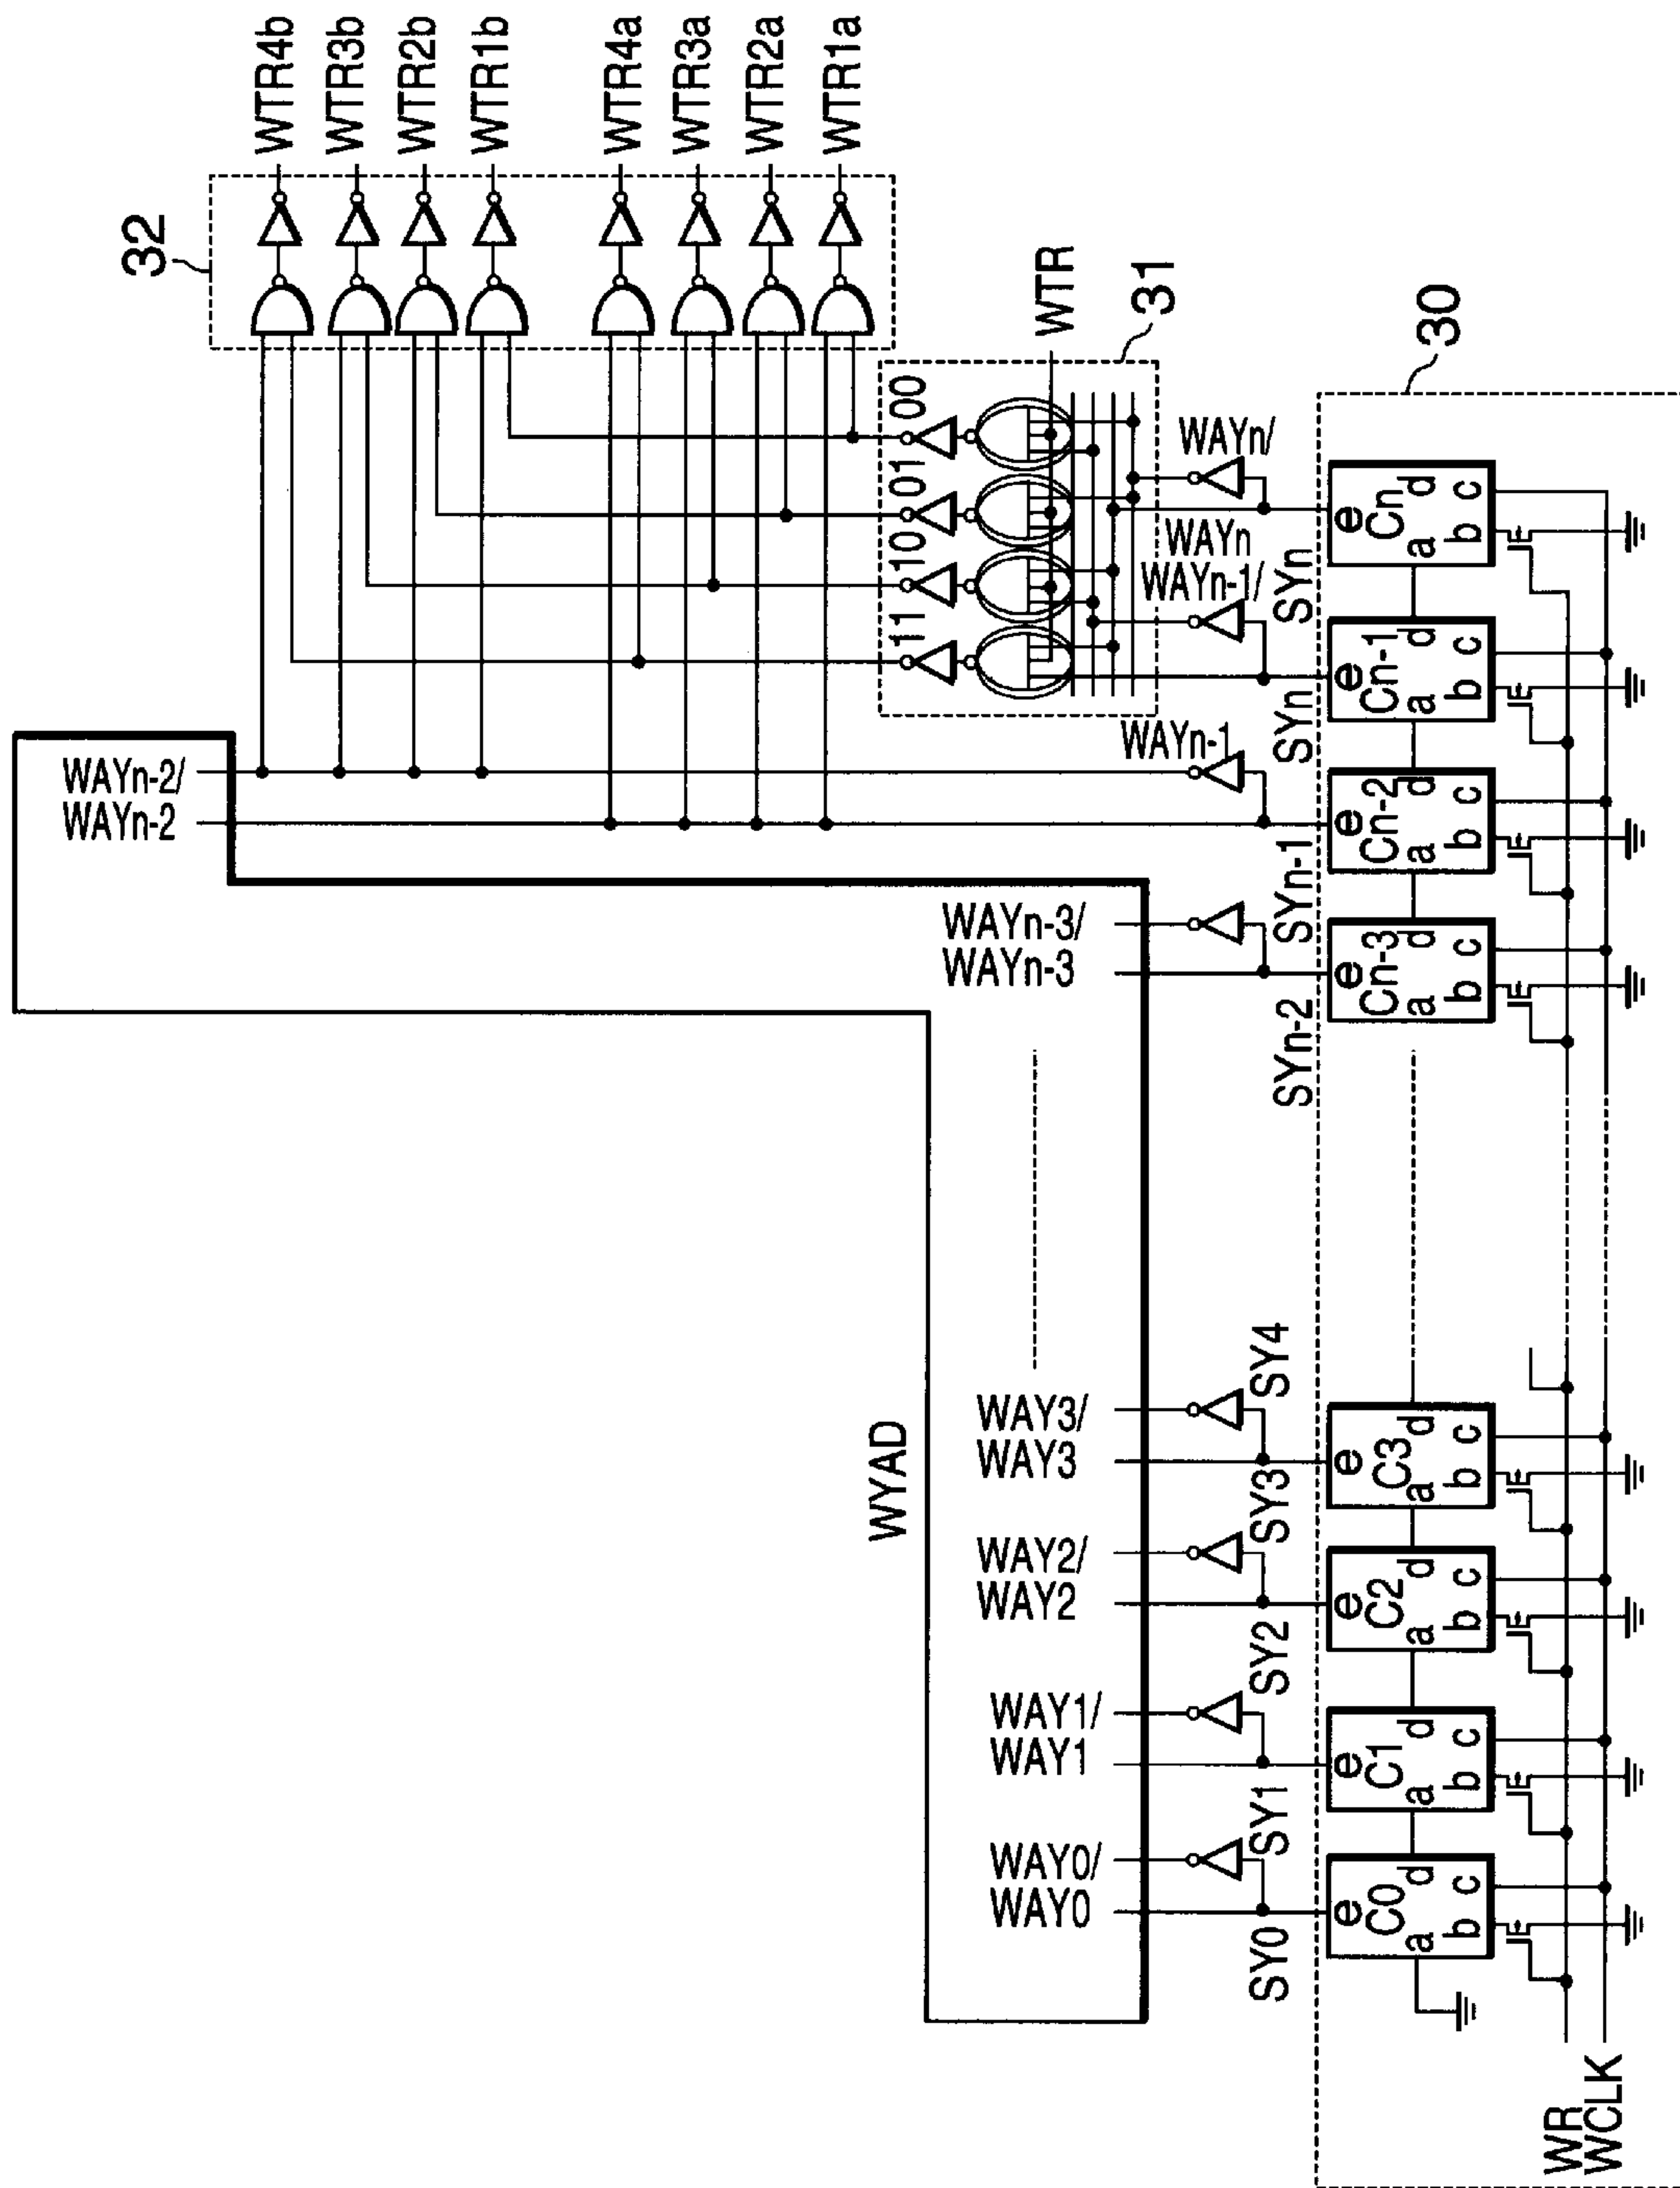 WTR4b
WTR3b
WTR2b
WTR1b
WTR4a
WTR3a
WTR2a
WTR1a
32
WAYn-2/
WAYn-2
WTR
31
11
10
01
00
WAYn/
WAYn
WAYn-1/
WAYn-1
WYAD
WAY0/
WAY0
WAY1/
WAY1
WAY2/
WAY2
WAY3/
WAY3
WAYn-3/
WAYn-3
SY0
SY1
SY2
SY3
SY4
SYn-2
SYn-1
SYn
SYn
30
e
C0
a
d
b
c
e
C1
a
d
b
c
e
C2
a
d
b
c
e
C3
a
d
b
c
e
Cn-3
a
d
b
c
e
Cn-2
a
d
b
c
e
Cn-1
a
d
b
c
e
Cn
a
d
b
c
WR
WCLK